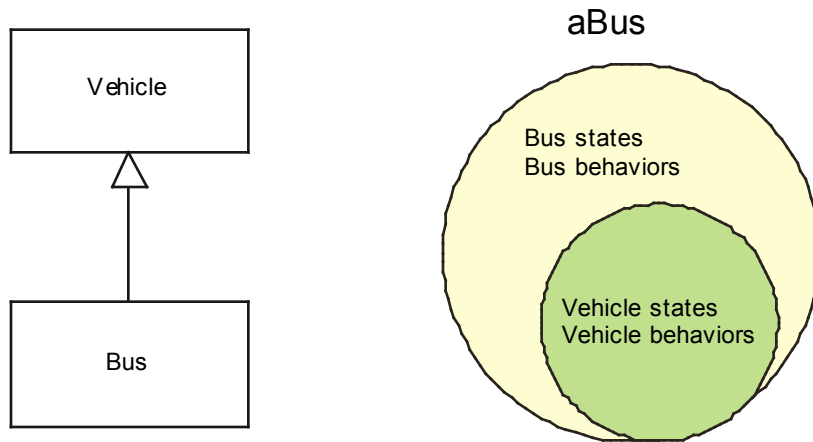 aBus
Vehicle
Bus states
Bus behaviors
Vehicle states
Vehicle behaviors
Bus